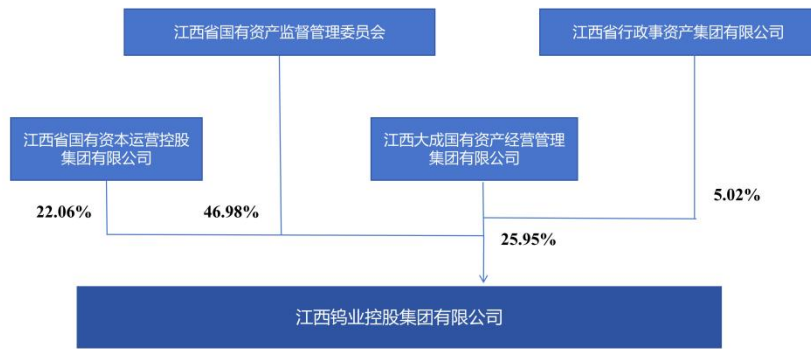 江西省国有资产监督管理委员会
江西省行政事资产集团有限公司
江西省国有资本运营控股
集团有限公司
江西大成国有资产经营管理
集团有限公司
22.06%
46.98%
5.02%
25.95%
江西钨业控股集团有限公司